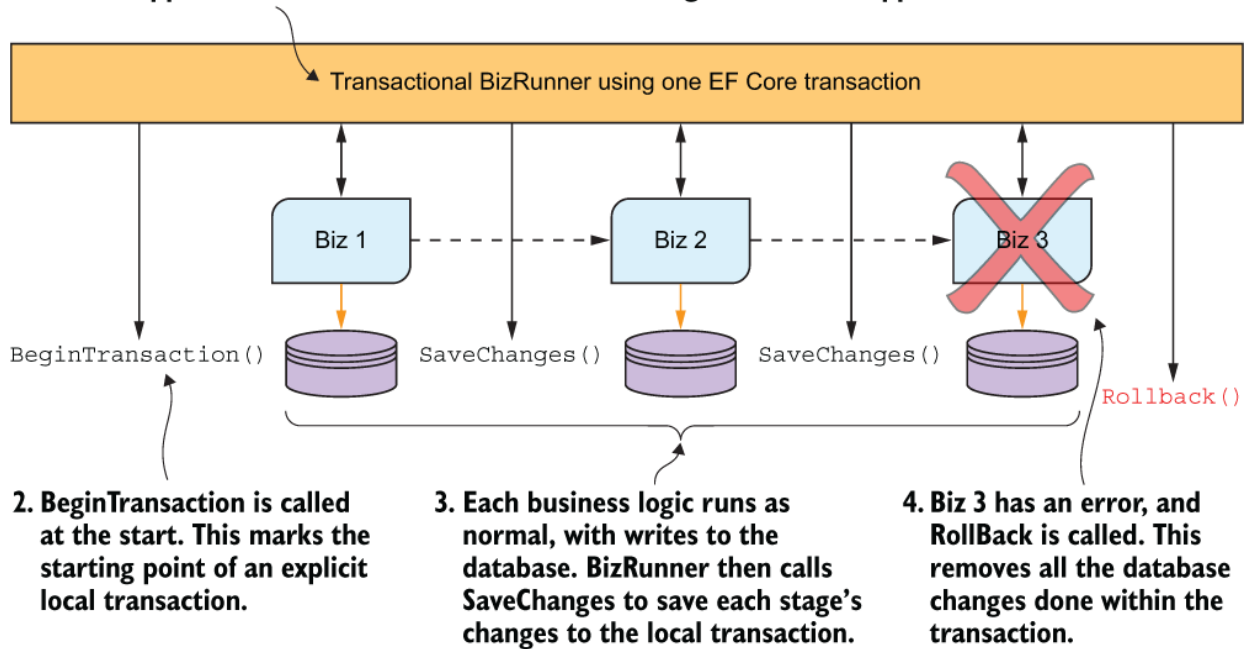 Transactional BizRunner using one EF Core transaction
Biz 1
Biz 2
Biz 3
BeginTransaction()
SaveChanges()
SaveChanges()
Rollback()
2. BeginTransaction is called
at the start. This marks the
starting point of an explicit
local transaction.
3. Each business logic runs as
normal, with writes to the
database. BizRunner then calls
SaveChanges to save each stage's
changes to the local transaction.
4. Biz 3 has an error, and
RollBack is called. This
removes all the database
changes done within the
transaction.